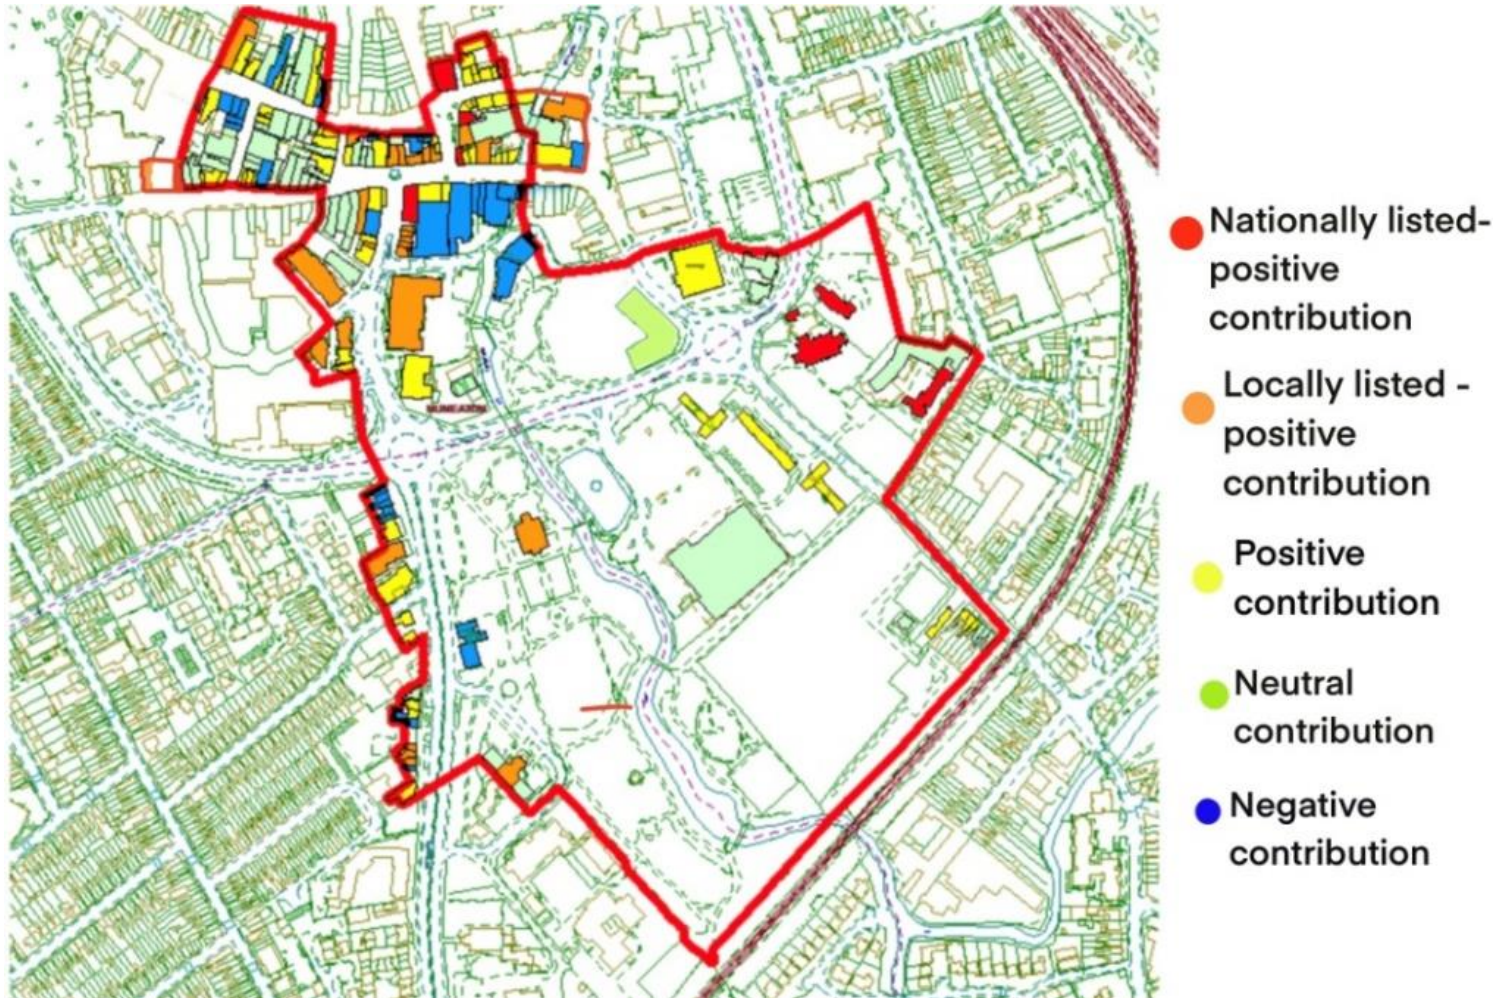 Nationally listed-
positive
contribution
Locally listed -
positive
contribution
Positive
contribution
Neutral
contribution
Negative
contribution